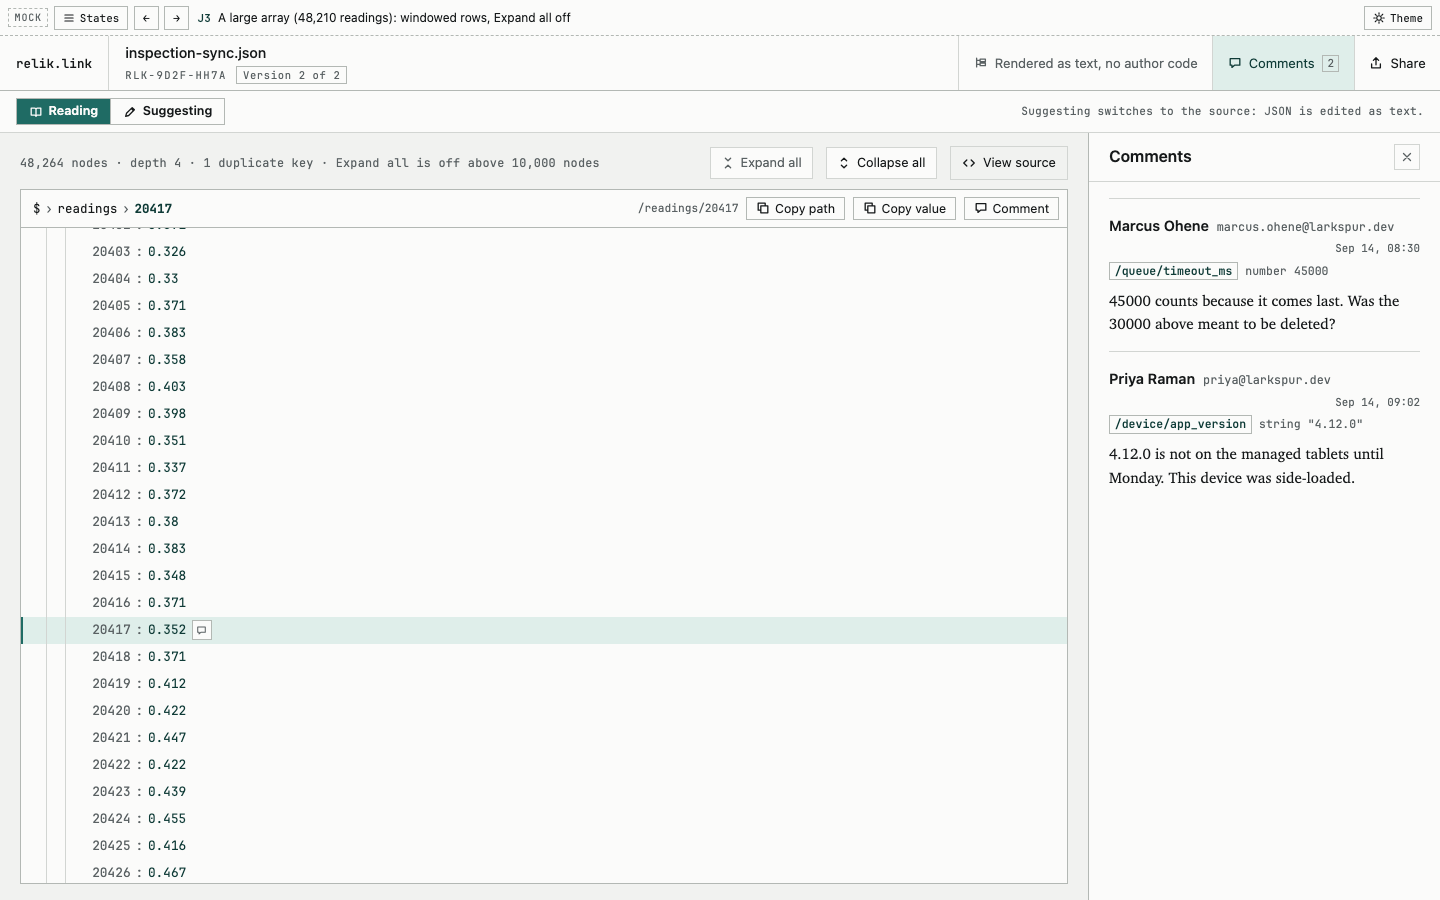 MOCK States ← → J3 A large array (48,210 readings): windowed rows, Expand all off Theme
relik.link
inspection-sync.json
RLK-9D2F-HH7A Version 2 of 2
Rendered as text, no author code
Comments 2
Share
Reading Suggesting
Suggesting switches to the source: JSON is edited as text.
48,264 nodes · depth 4 · 1 duplicate key · Expand all is off above 10,000 nodes
Expand all Collapse all View source
$ › readings › 20417
/readings/20417 Copy path Copy value Comment
20403 : 0.326
20404 : 0.33
20405 : 0.371
20406 : 0.383
20407 : 0.358
20408 : 0.403
20409 : 0.398
20410 : 0.351
20411 : 0.337
20412 : 0.372
20413 : 0.38
20414 : 0.383
20415 : 0.348
20416 : 0.371
20417 : 0.352
20418 : 0.371
20419 : 0.412
20420 : 0.422
20421 : 0.447
20422 : 0.422
20423 : 0.439
20424 : 0.455
20425 : 0.416
20426 : 0.467
Comments
Marcus Ohene marcus.ohene@larkspur.dev
Sep 14, 08:30
/queue/timeout_ms number 45000
45000 counts because it comes last. Was the
30000 above meant to be deleted?
Priya Raman priya@larkspur.dev
Sep 14, 09:02
/device/app_version string "4.12.0"
4.12.0 is not on the managed tablets until
Monday. This device was side-loaded.